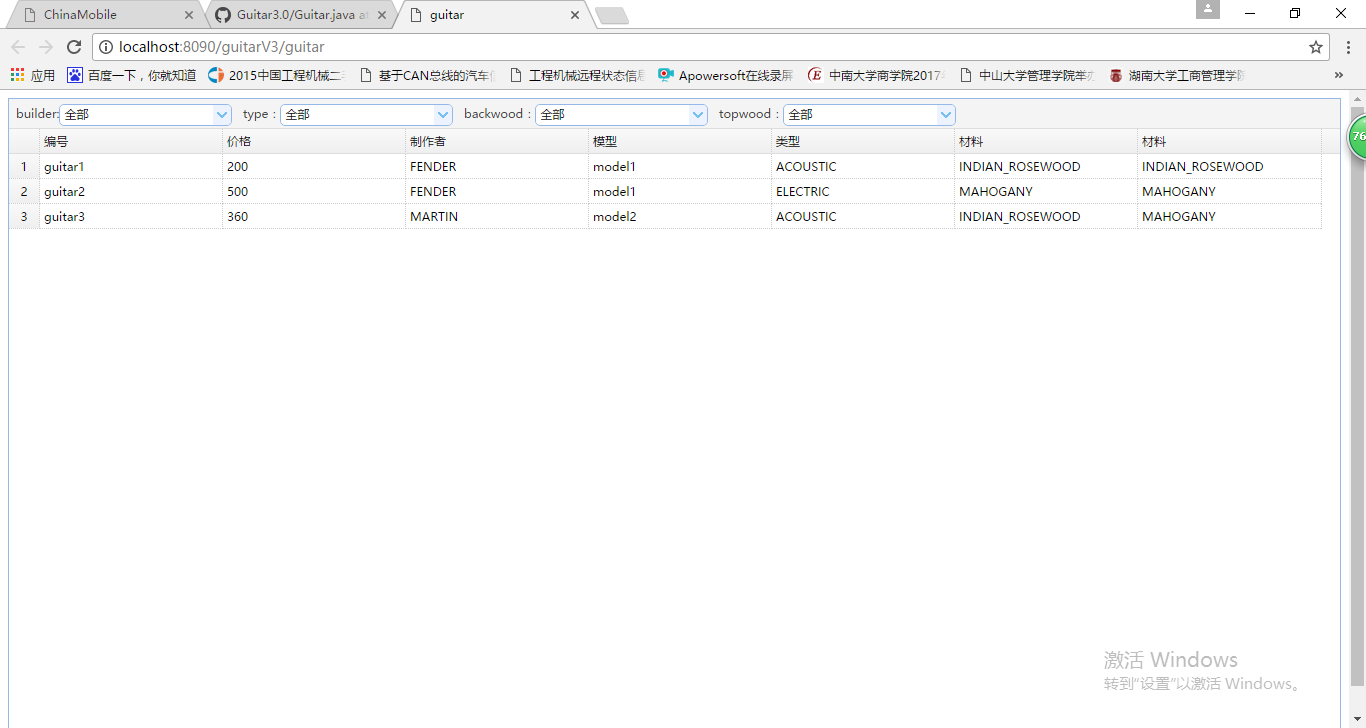 ChinaMobile Guitar3.0/Guitar.java at guitar
localhost:8090/guitarV3/guitar
应用 百度一下，你就知道 2015中国工程机械二 基于CAN总线的汽车 工程机械远程状态信 Apowersoft在线录屏 中南大学商学院2017 中山大学管理学院举办 湖南大学工商管理学院 »
builder: 全部 type： 全部 backwood： 全部 topwood： 全部
编号 价格 制作者 模型 类型 材料 材料
1 guitar1 200 FENDER model1 ACOUSTIC INDIAN_ROSEWOOD INDIAN_ROSEWOOD
2 guitar2 500 FENDER model1 ELECTRIC MAHOGANY MAHOGANY
3 guitar3 360 MARTIN model2 ACOUSTIC INDIAN_ROSEWOOD MAHOGANY
76
激活 Windows
转到"设置"以激活 Windows。